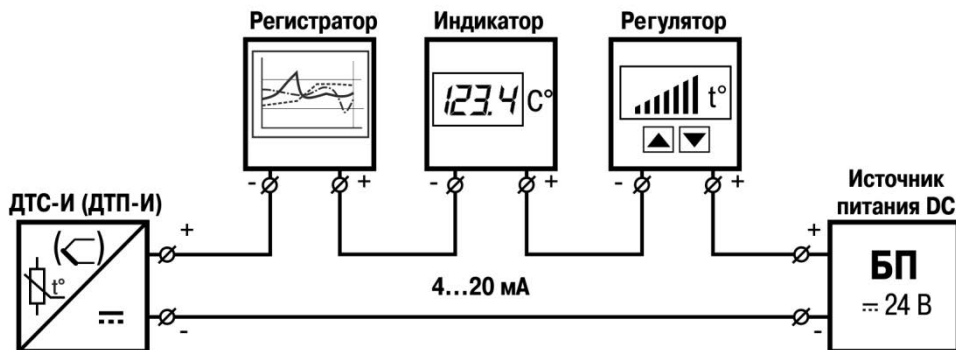 Регистратор
Индикатор
Регулятор
123.4 C°
t°
- +
- +
- +
ДТС-И (ДТП-И)
Источник
питания DC
+
+
t°
4...20 мА
БП
24 В
-
-